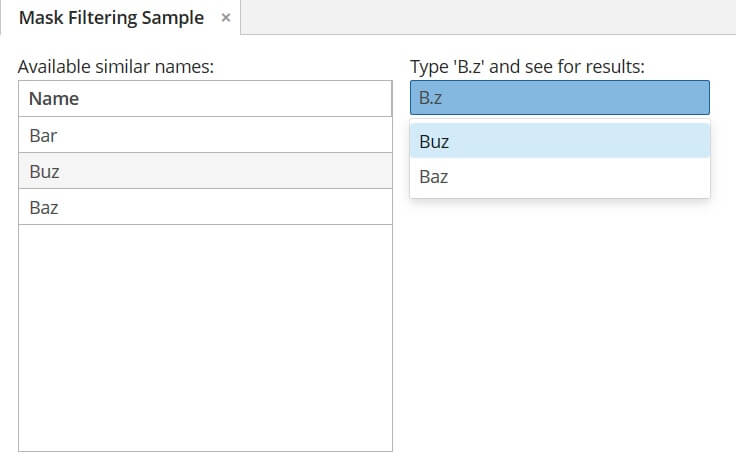 Mask Filtering Sample ×
Available similar names:
Name
Bar
Buz
Baz
Type 'B.z' and see for results:
B.z
Buz
Baz